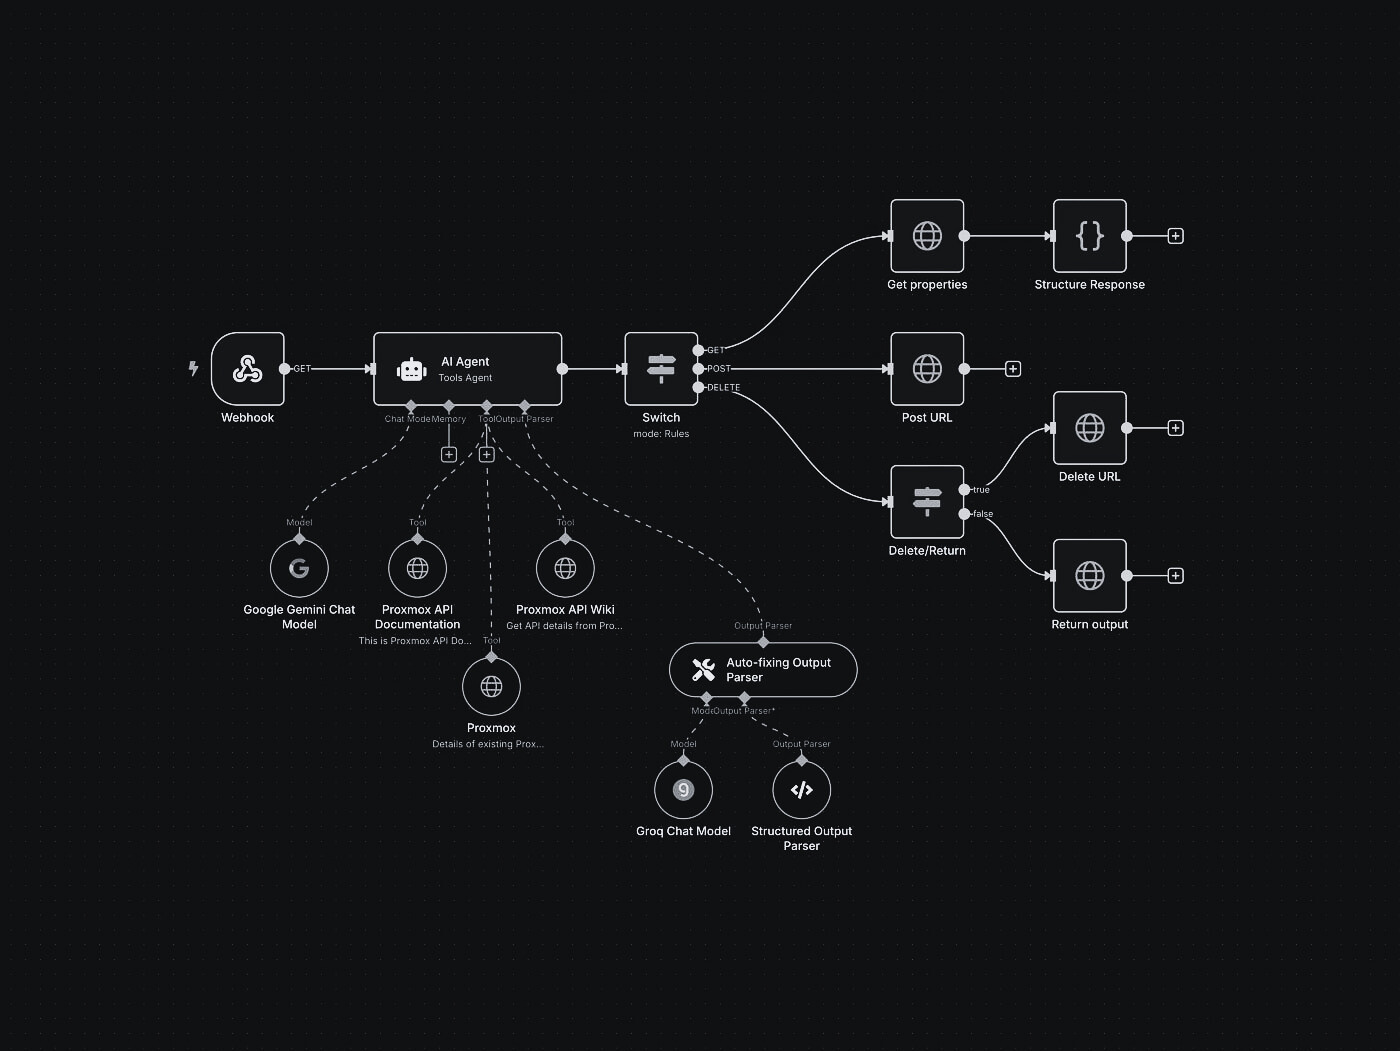 Get properties
Structure Response
GET
Webhook
AI Agent
Tools Agent
Chat Mode
Memory
Tool
Output Parser
GET
POST
DELETE
Switch
mode: Rules
Post URL
Delete URL
true
false
Delete/Return
Return output
Model
Google Gemini Chat
Model
Tool
Proxmox API
Documentation
This is Proxmox API Do...
Tool
Proxmox API Wiki
Get API details from Pro...
Tool
Proxmox
Details of existing Prox...
Output Parser
Auto-fixing Output
Parser
Mode
Output Parser*
Model
Groq Chat Model
Output Parser
Structured Output
Parser